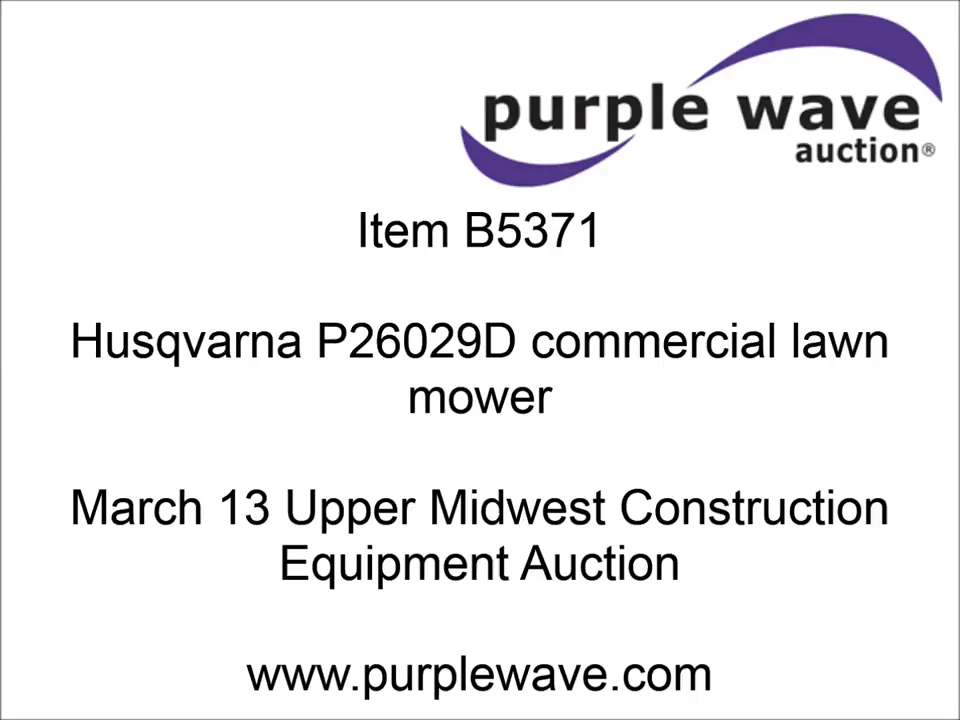 purple wave
auction®
Item B5371
Husqvarna P26029D commercial lawn
mower
March 13 Upper Midwest Construction
Equipment Auction
www.purplewave.com